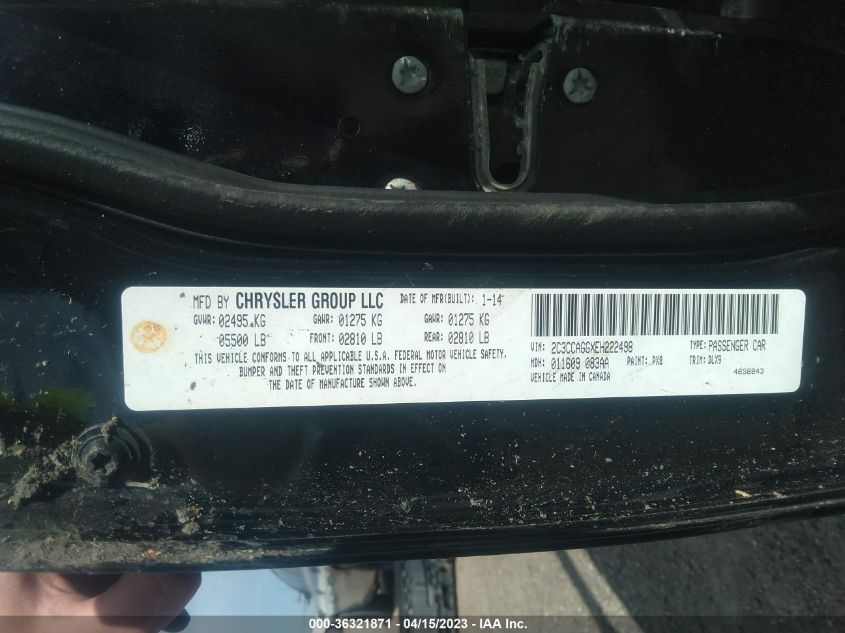 MFD BY CHRYSLER GROUP LLC DATE OF MFR(BUILT): 1-14
GVWR: 02495 KG GAWR: 01275 KG GAWR: 01275 KG
05500 LB FRONT: 02810 LB REAR: 02810 LB
THIS VEHICLE CONFORMS TO ALL APPLICABLE U.S.A. FEDERAL MOTOR VEHICLE SAFETY,
BUMPER AND THEFT PREVENTION STANDARDS IN EFFECT ON
THE DATE OF MANUFACTURE SHOWN ABOVE.
VIN: 2C3CCAGGXEH222498 TYPE: PASSENGER CAR
MDH: 011609 083AA PAINT: PX8 TRIM: DLX9
VEHICLE MADE IN CANADA 4658843
000-36321871 - 04/15/2023 - IAA Inc.